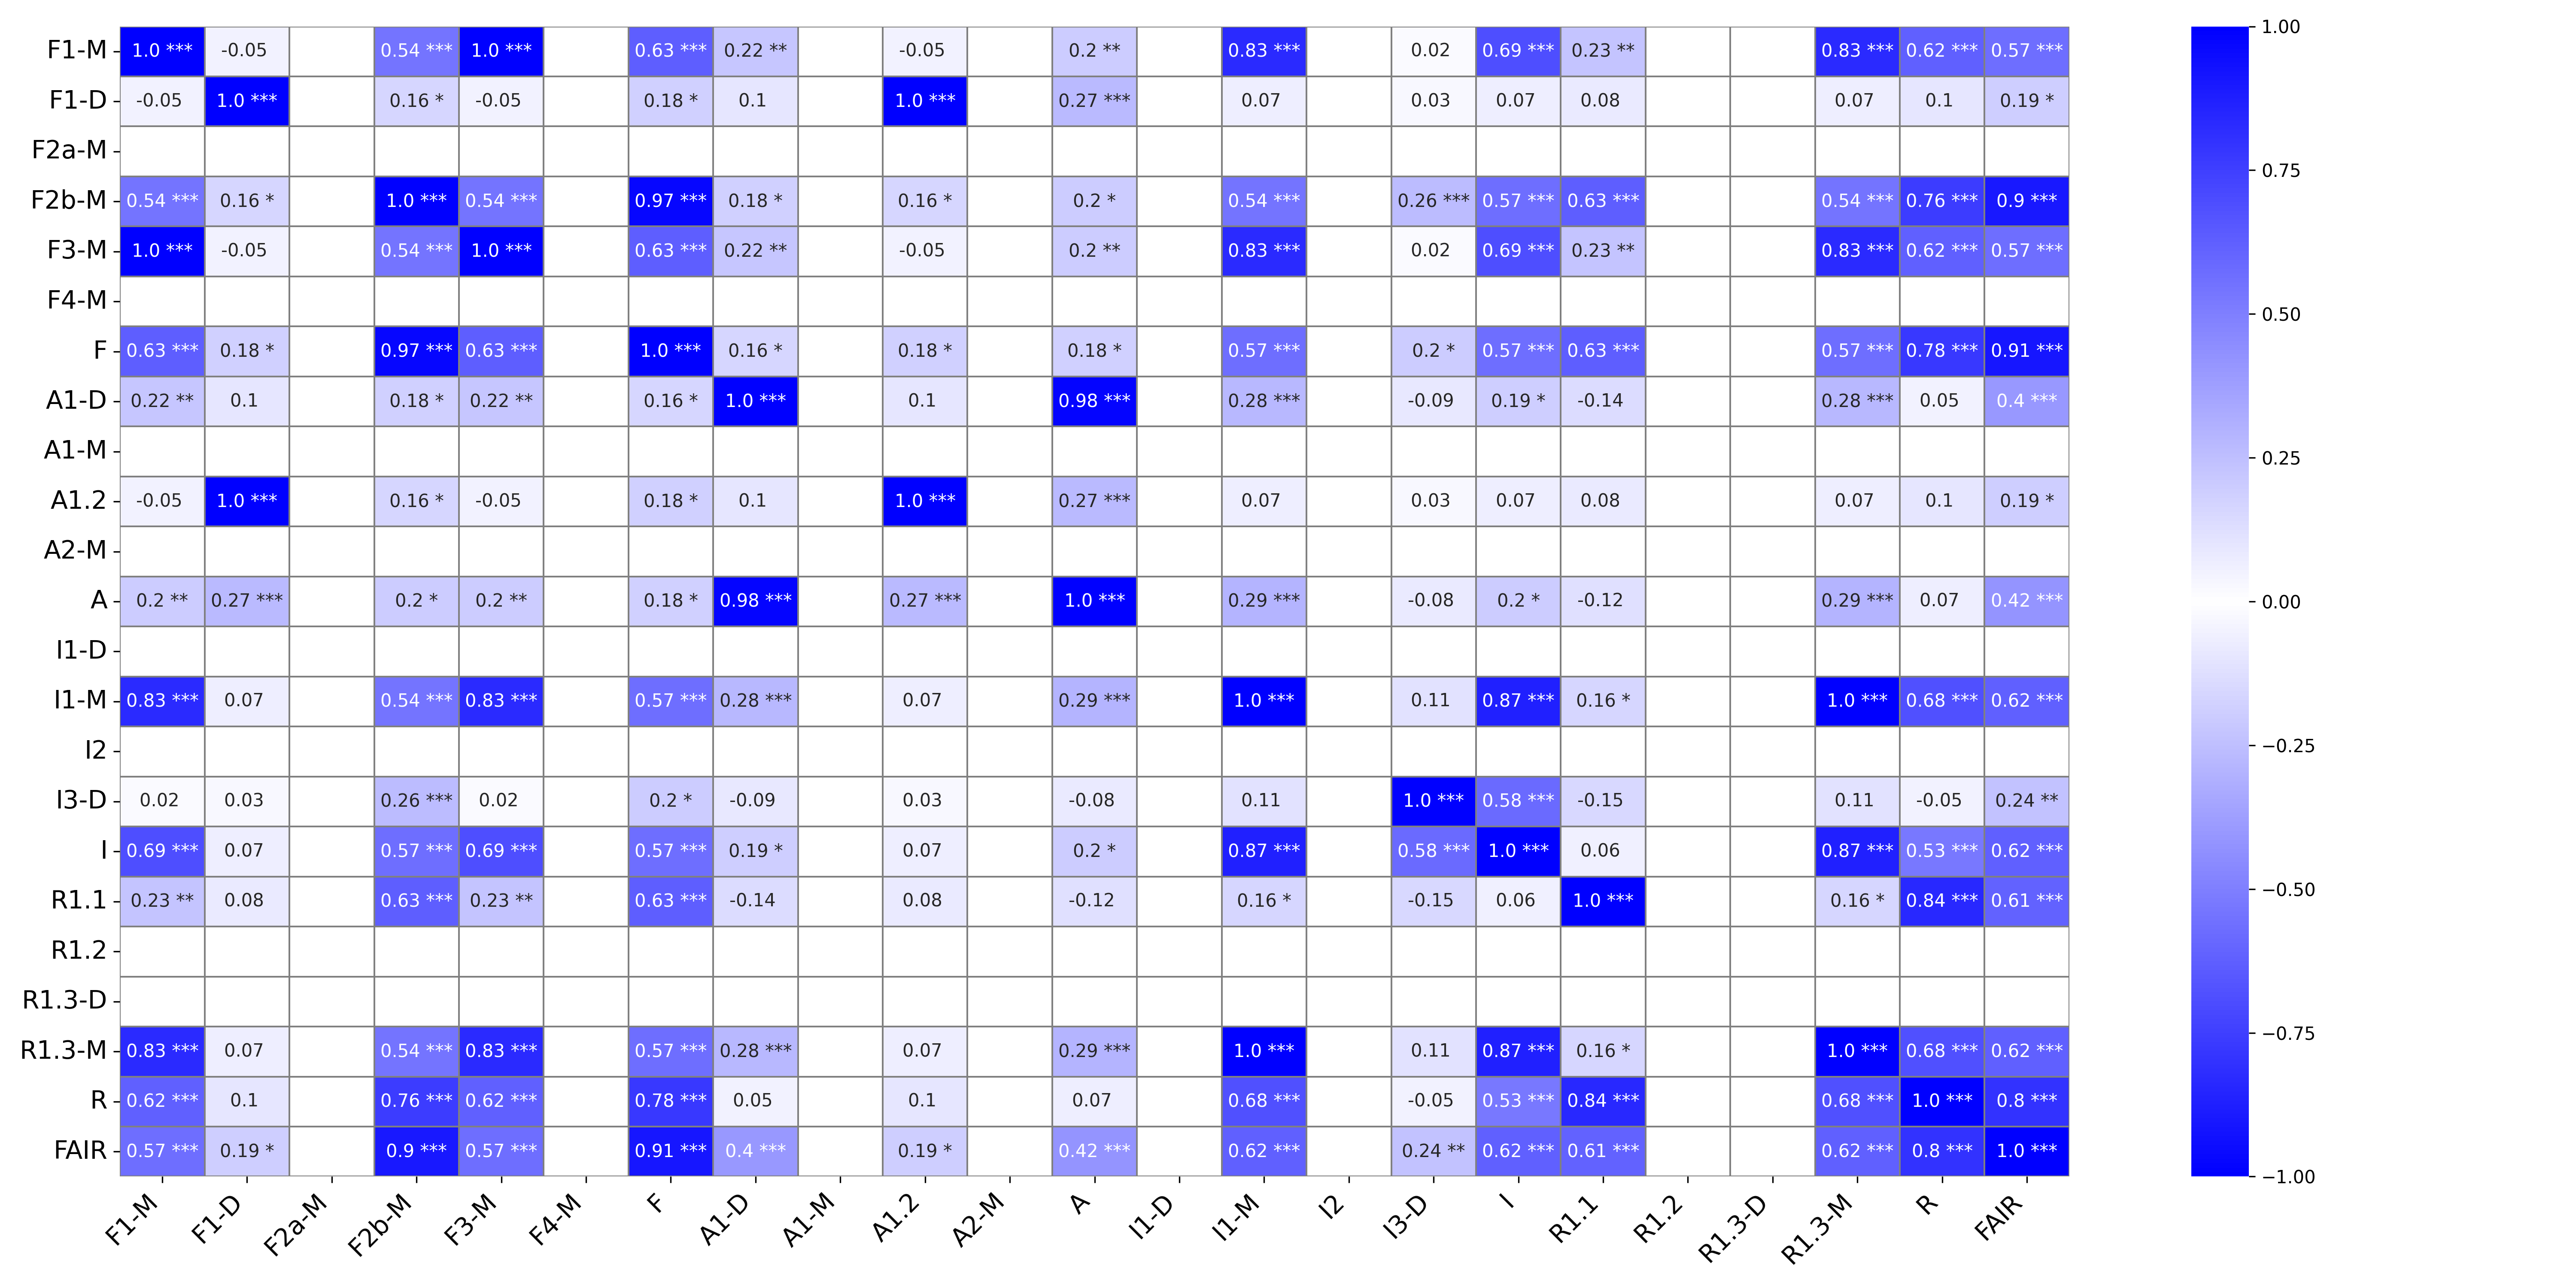 F1-M 1.0 *** -0.05 0.54 *** 1.0 *** 0.63 *** 0.22 ** -0.05 0.2 ** 0.83 *** 0.02 0.69 *** 0.23 ** 0.83 *** 0.62 *** 0.57 ***
F1-D -0.05 1.0 *** 0.16 * -0.05 0.18 * 0.1 1.0 *** 0.27 *** 0.07 0.03 0.07 0.08 0.07 0.1 0.19 *
F2a-M
F2b-M 0.54 *** 0.16 * 1.0 *** 0.54 *** 0.97 *** 0.18 * 0.16 * 0.2 * 0.54 *** 0.26 *** 0.57 *** 0.63 *** 0.54 *** 0.76 *** 0.9 ***
F3-M 1.0 *** -0.05 0.54 *** 1.0 *** 0.63 *** 0.22 ** -0.05 0.2 ** 0.83 *** 0.02 0.69 *** 0.23 ** 0.83 *** 0.62 *** 0.57 ***
F4-M
F 0.63 *** 0.18 * 0.97 *** 0.63 *** 1.0 *** 0.16 * 0.18 * 0.18 * 0.57 *** 0.2 * 0.57 *** 0.63 *** 0.57 *** 0.78 *** 0.91 ***
A1-D 0.22 ** 0.1 0.18 * 0.22 ** 0.16 * 1.0 *** 0.1 0.98 *** 0.28 *** -0.09 0.19 * -0.14 0.28 *** 0.05 0.4 ***
A1-M
A1.2 -0.05 1.0 *** 0.16 * -0.05 0.18 * 0.1 1.0 *** 0.27 *** 0.07 0.03 0.07 0.08 0.07 0.1 0.19 *
A2-M
A 0.2 ** 0.27 *** 0.2 * 0.2 ** 0.18 * 0.98 *** 0.27 *** 1.0 *** 0.29 *** -0.08 0.2 * -0.12 0.29 *** 0.07 0.42 ***
I1-D
I1-M 0.83 *** 0.07 0.54 *** 0.83 *** 0.57 *** 0.28 *** 0.07 0.29 *** 1.0 *** 0.11 0.87 *** 0.16 * 1.0 *** 0.68 *** 0.62 ***
I2
I3-D 0.02 0.03 0.26 *** 0.02 0.2 * -0.09 0.03 -0.08 0.11 1.0 *** 0.58 *** -0.15 0.11 -0.05 0.24 **
I 0.69 *** 0.07 0.57 *** 0.69 *** 0.57 *** 0.19 * 0.07 0.2 * 0.87 *** 0.58 *** 1.0 *** 0.06 0.87 *** 0.53 *** 0.62 ***
R1.1 0.23 ** 0.08 0.63 *** 0.23 ** 0.63 *** -0.14 0.08 -0.12 0.16 * -0.15 0.06 1.0 *** 0.16 * 0.84 *** 0.61 ***
R1.2
R1.3-D
R1.3-M 0.83 *** 0.07 0.54 *** 0.83 *** 0.57 *** 0.28 *** 0.07 0.29 *** 1.0 *** 0.11 0.87 *** 0.16 * 1.0 *** 0.68 *** 0.62 ***
R 0.62 *** 0.1 0.76 *** 0.62 *** 0.78 *** 0.05 0.1 0.07 0.68 *** -0.05 0.53 *** 0.84 *** 0.68 *** 1.0 *** 0.8 ***
FAIR 0.57 *** 0.19 * 0.9 *** 0.57 *** 0.91 *** 0.4 *** 0.19 * 0.42 *** 0.62 *** 0.24 ** 0.62 *** 0.61 *** 0.62 *** 0.8 *** 1.0 ***
F1-M F1-D F2a-M F2b-M F3-M F4-M F A1-D A1-M A1.2 A2-M A I1-D I1-M I2 I3-D I R1.1 R1.2 R1.3-D R1.3-M R FAIR
1.00
0.75
0.50
0.25
0.00
−0.25
−0.50
−0.75
−1.00